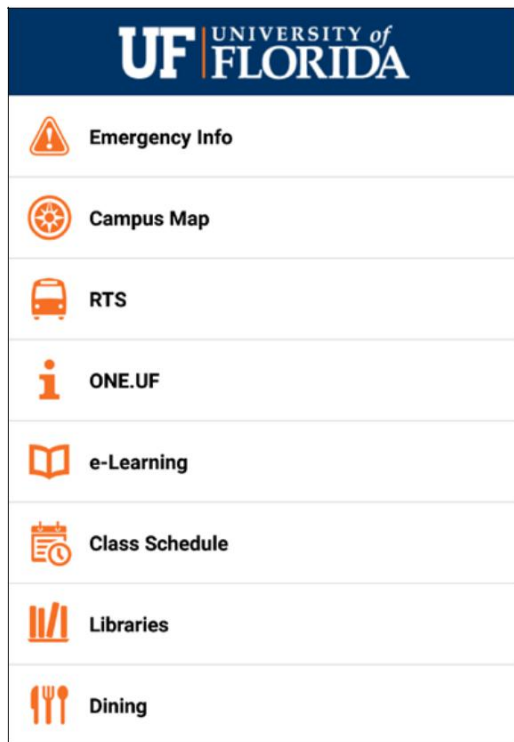 UF UNIVERSITY of
FLORIDA
Emergency Info
Campus Map
RTS
ONE.UF
e-Learning
Class Schedule
Libraries
Dining